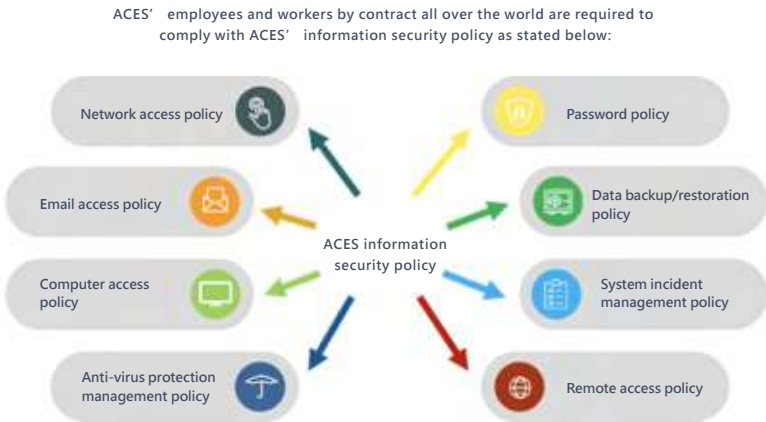 ACES’ employees and workers by contract all over the world are required to
comply with ACES’ information security policy as stated below:
Network access policy
Password policy
Email access policy
Data backup/restoration
policy
ACES information
security policy
Computer access
policy
System incident
management policy
Anti-virus protection
management policy
Remote access policy